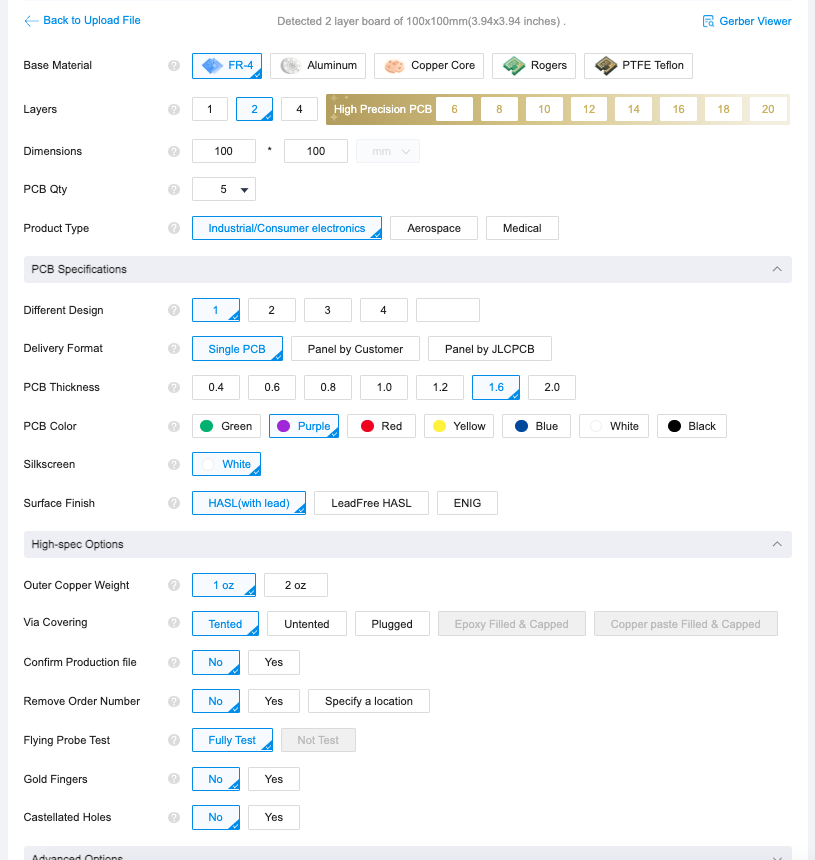 Back to Upload File
Detected 2 layer board of 100x100mm(3.94x3.94 inches) .
Gerber Viewer
Base Material ? FR-4 Aluminum Copper Core Rogers PTFE Teflon
Layers ? 1 2 4 High Precision PCB 6 8 10 12 14 16 18 20
Dimensions ? 100 * 100 mm
PCB Qty ? 5
Product Type ? Industrial/Consumer electronics Aerospace Medical
PCB Specifications
Different Design ? 1 2 3 4
Delivery Format ? Single PCB Panel by Customer Panel by JLCPCB
PCB Thickness ? 0.4 0.6 0.8 1.0 1.2 1.6 2.0
PCB Color ? Green Purple Red Yellow Blue White Black
Silkscreen ? White
Surface Finish ? HASL(with lead) LeadFree HASL ENIG
High-spec Options
Outer Copper Weight ? 1 oz 2 oz
Via Covering ? Tented Untented Plugged Epoxy Filled & Capped Copper paste Filled & Capped
Confirm Production file ? No Yes
Remove Order Number ? No Yes Specify a location
Flying Probe Test ? Fully Test Not Test
Gold Fingers ? No Yes
Castellated Holes ? No Yes
Advanced Options